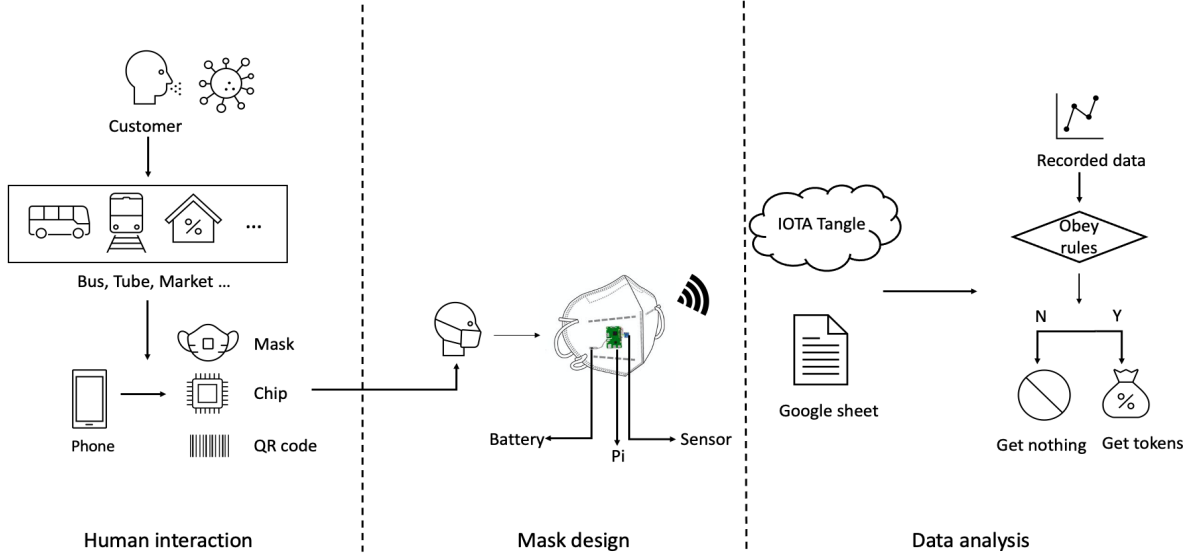 Customer
Bus, Tube, Market ...
Mask
Chip
Phone
QR code
Human interaction
Battery
Pi
Sensor
Mask design
IOTA Tangle
Google sheet
Recorded data
Obey
rules
N
Y
Get nothing
Get tokens
Data analysis